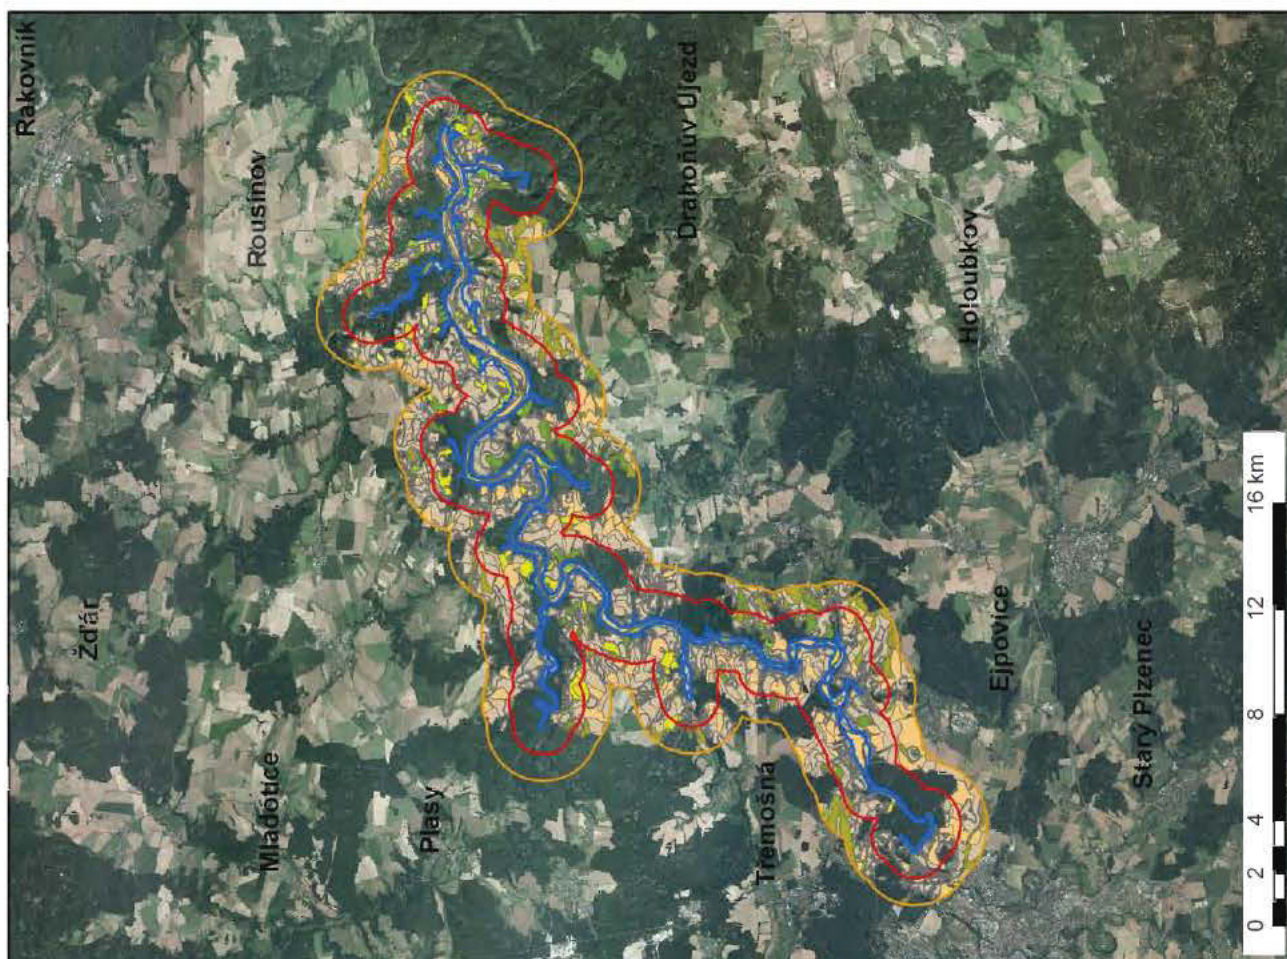 Rakovník
Rousínov
Žďár
Drahoňův Újezd
Mladotice
Plasy
Holoubkov
Třemošná
Ejpovice
Starý Plzenec
0 2 4 8 12 16 km